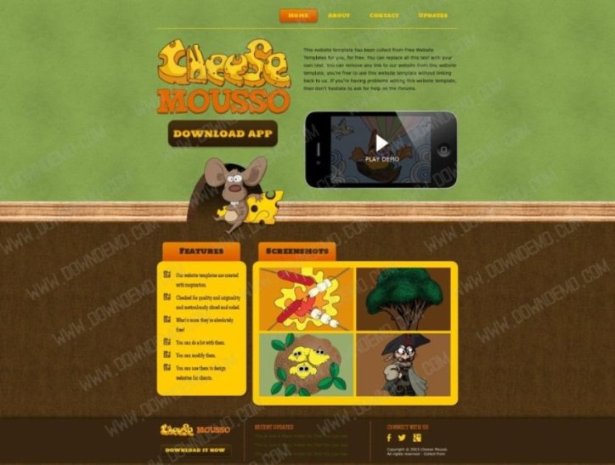 Home About Contact Updates
Cheese
Mousso
Download App
This website template has been collect from Free Website
Templates for you, for free. You can replace all this text with your
own text. You can remove any link to our website from this website
template, you're free to use this website template without linking
back to us. If you're having problems editing this website template,
then don't hesitate to ask for help on the Forums.
PLAY DEMO
Features
Our website templates are created
with inspiration.
Checked for quality and originality
and meticulously sliced and coded.
What's more, they're absolutely
free!
You can do a lot with them.
You can modify them.
You can use them to design
websites for clients.
Screenshots
Cheese Mousso
Download It Now
RECENT UPDATES
CONNECT WITH US
Copyright © 2023 Cheese Mousso
All rights reserved
WWW.DOWNDEMO.COM